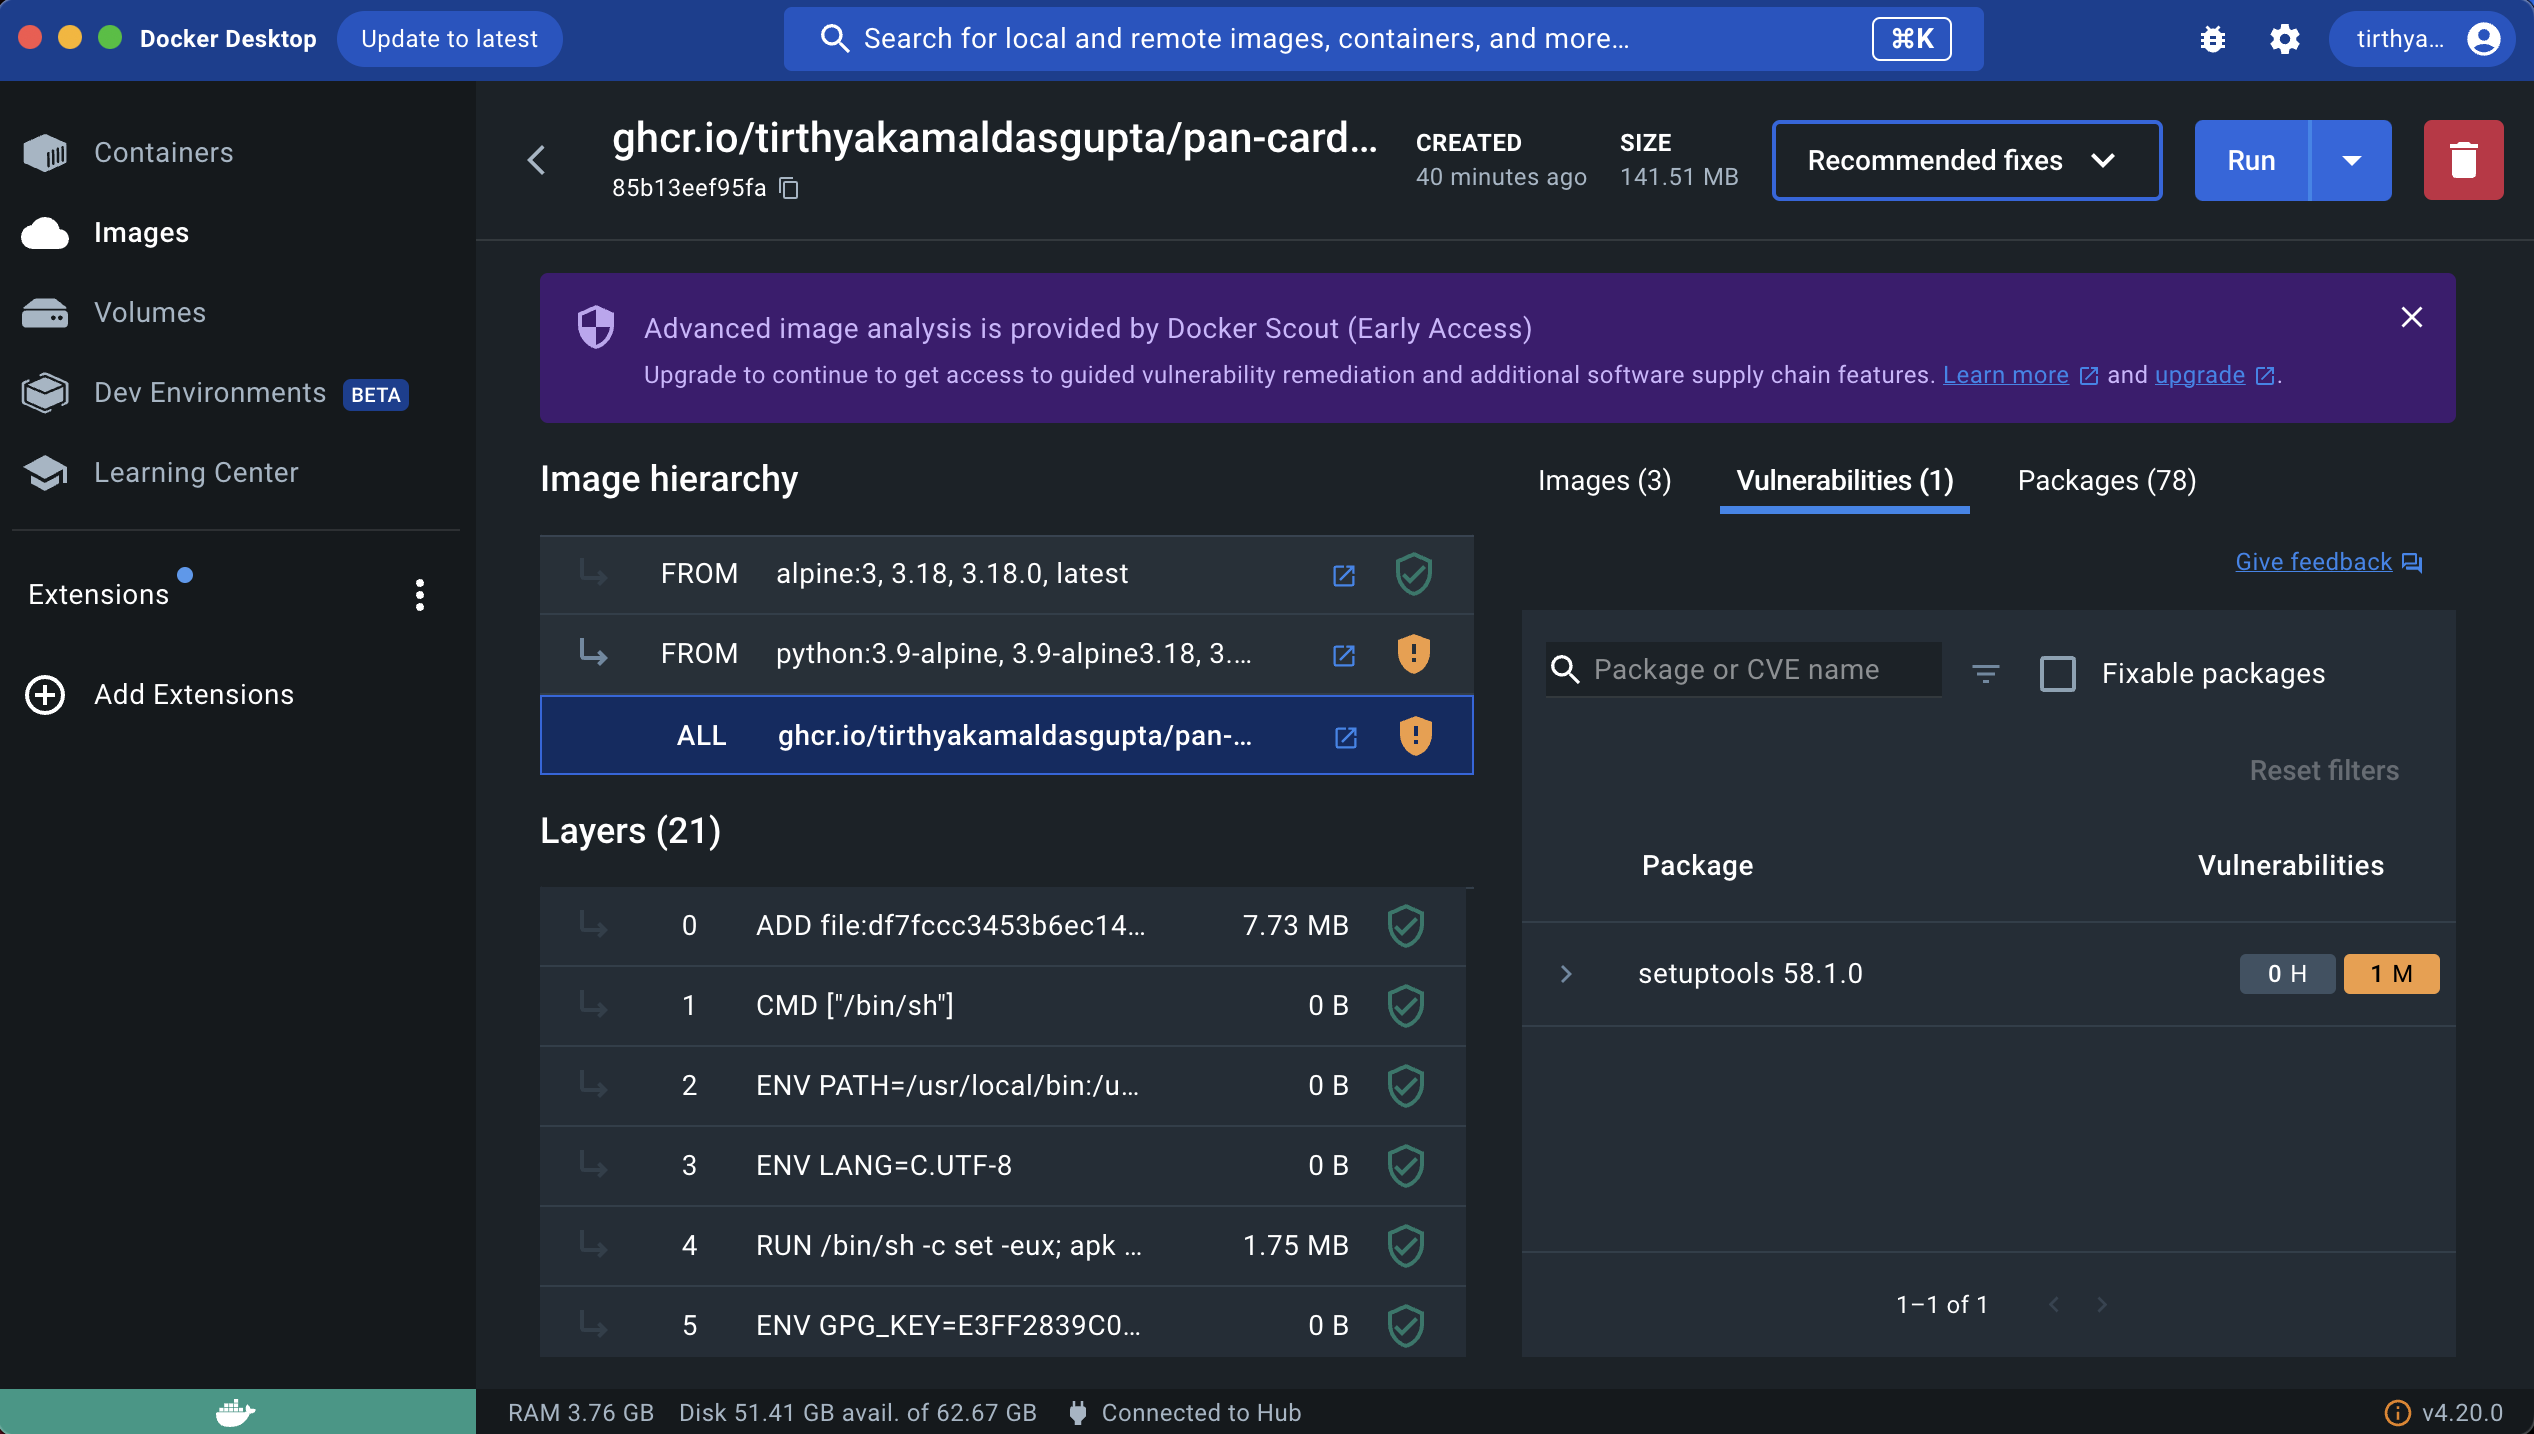 Docker Desktop
Update to latest
Search for local and remote images, containers, and more...
⌘K
tirthya...
Containers
Images
Volumes
Dev Environments BETA
Learning Center
Extensions
Add Extensions
ghcr.io/tirthyakamaldasgupta/pan-card...
85b13eef95fa
CREATED
40 minutes ago
SIZE
141.51 MB
Recommended fixes
Run
Advanced image analysis is provided by Docker Scout (Early Access)
Upgrade to continue to get access to guided vulnerability remediation and additional software supply chain features. Learn more and upgrade .
Image hierarchy
FROM alpine:3, 3.18, 3.18.0, latest
FROM python:3.9-alpine, 3.9-alpine3.18, 3....
ALL ghcr.io/tirthyakamaldasgupta/pan-...
Layers (21)
0 ADD file:df7fccc3453b6ec14... 7.73 MB
1 CMD ["/bin/sh"] 0 B
2 ENV PATH=/usr/local/bin:/u... 0 B
3 ENV LANG=C.UTF-8 0 B
4 RUN /bin/sh -c set -eux; apk ... 1.75 MB
5 ENV GPG_KEY=E3FF2839C0... 0 B
Images (3)
Vulnerabilities (1)
Packages (78)
Give feedback
Package or CVE name
Fixable packages
Reset filters
Package Vulnerabilities
setuptools 58.1.0 0 H 1 M
1–1 of 1
RAM 3.76 GB Disk 51.41 GB avail. of 62.67 GB Connected to Hub
v4.20.0